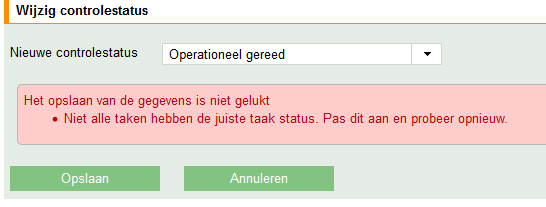 Wijzig controlestatus
Nieuwe controlestatus Operationeel gereed
Het opslaan van de gegevens is niet gelukt
• Niet alle taken hebben de juiste taak status. Pas dit aan en probeer opnieuw.
Opslaan Annuleren